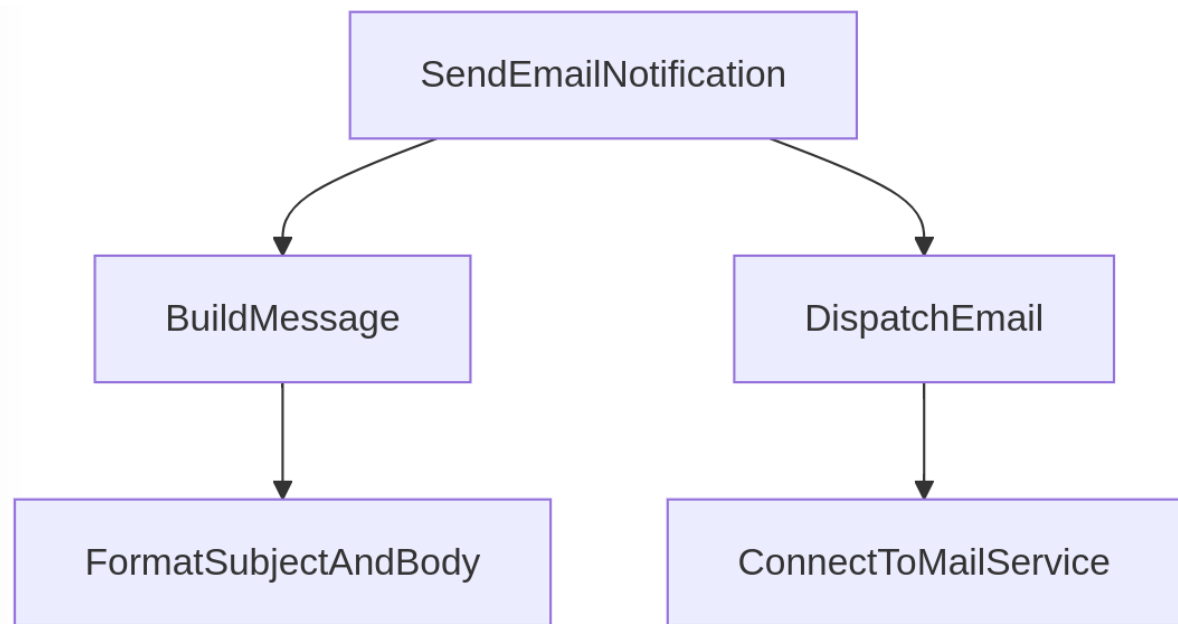 SendEmailNotification
BuildMessage
DispatchEmail
FormatSubjectAndBody
ConnectToMailService